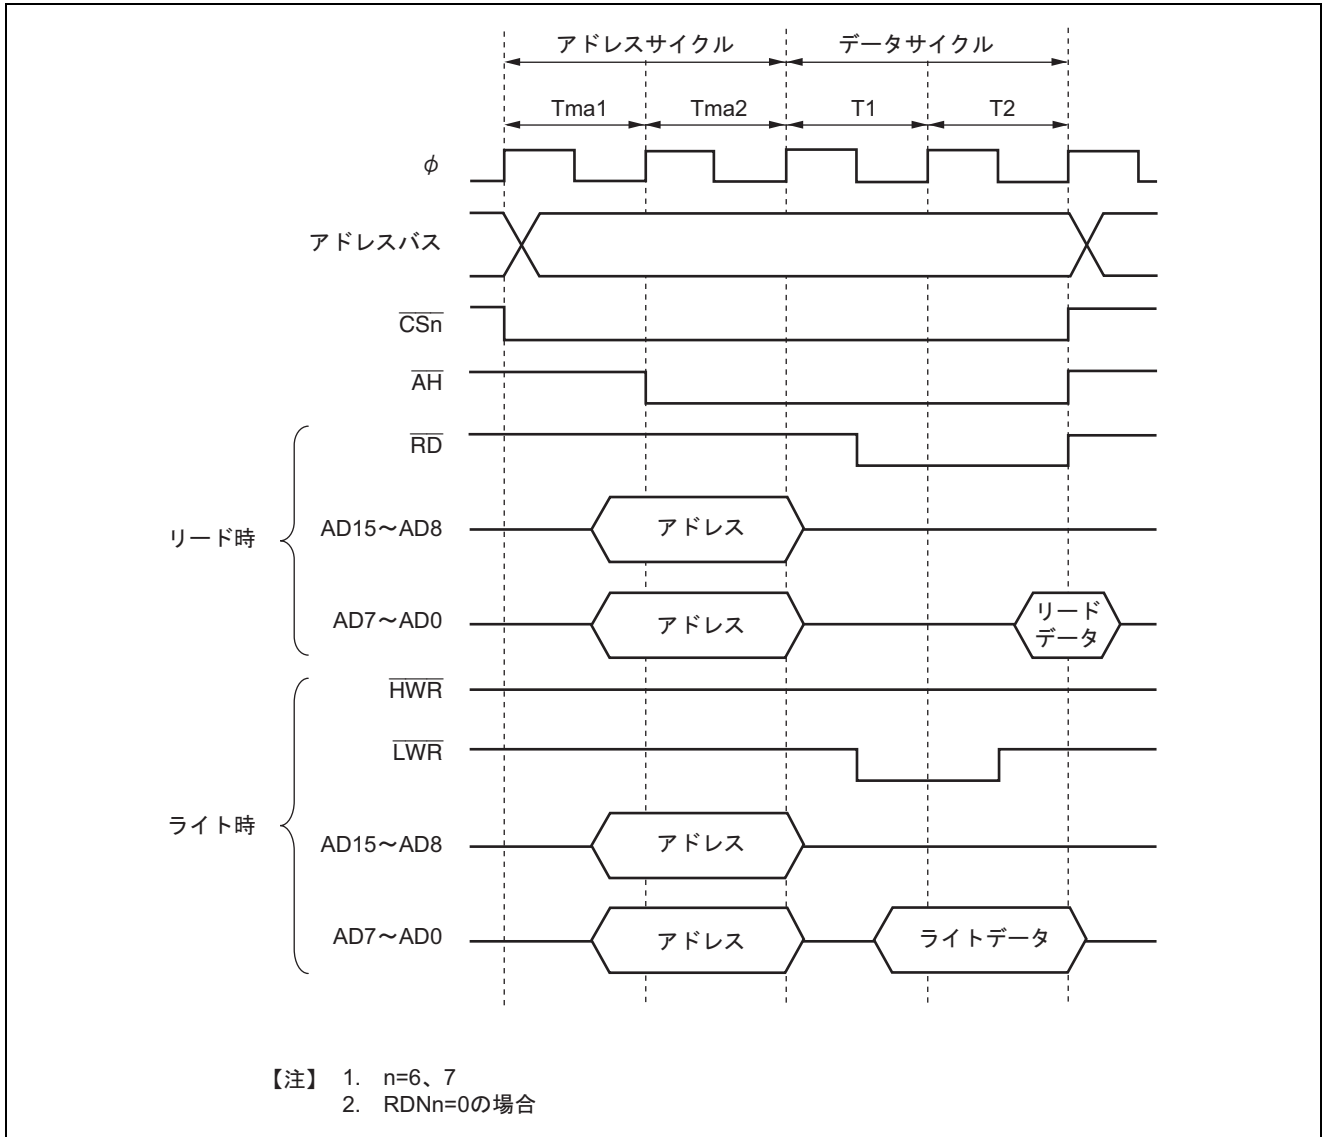 アドレスサイクル データサイクル
Tma1 Tma2 T1 T2
φ
アドレスバス
CSn
AH
RD
AD15～AD8 アドレス
リード時
AD7～AD0 アドレス リード
データ
HWR
LWR
ライト時
AD15～AD8 アドレス
AD7～AD0 アドレス ライトデータ
【注】 1. n=6、7
2. RDNn=0の場合